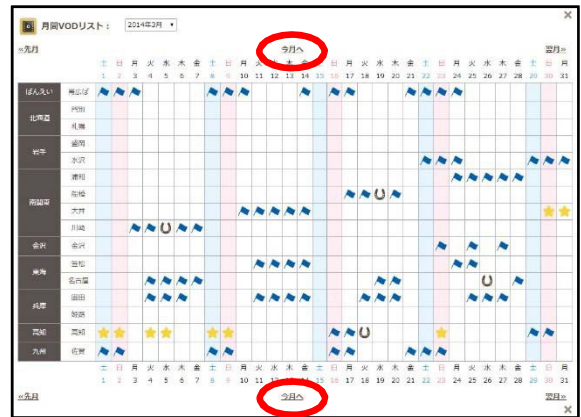 月間VODリスト： 2014年3月
×
«先月 今月へ 翌月»
土 日 月 火 水 木 金 土 日 月 火 水 木 金 土 日 月 火 水 木 金 土 日 月 火 水 木 金 土 日 月
1 2 3 4 5 6 7 8 9 10 11 12 13 14 15 16 17 18 19 20 21 22 23 24 25 26 27 28 29 30 31
ばんえい 帯広ば
北海道 門別
札幌
岩手 盛岡
水沢
南関東 浦和
船橋
大井
川崎
金沢 金沢
東海 笠松
名古屋
兵庫 園田
姫路
高知 高知
九州 佐賀
土 日 月 火 水 木 金 土 日 月 火 水 木 金 土 日 月 火 水 木 金 土 日 月 火 水 木 金 土 日 月
1 2 3 4 5 6 7 8 9 10 11 12 13 14 15 16 17 18 19 20 21 22 23 24 25 26 27 28 29 30 31
«先月 今月へ 翌月»
×